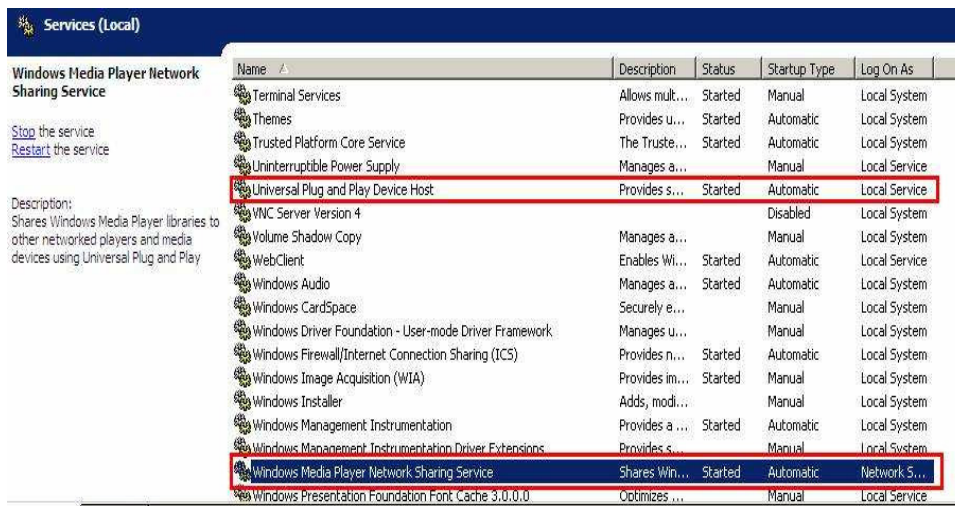 Services (Local)
Windows Media Player Network
Sharing Service
Stop the service
Restart the service
Description:
Shares Windows Media Player libraries to
other networked players and media
devices using Universal Plug and Play
Name Description Status Startup Type Log On As
Terminal Services Allows mult... Started Manual Local System
Themes Provides u... Started Automatic Local System
Trusted Platform Core Service The Truste... Started Automatic Local System
Uninterruptible Power Supply Manages a... Manual Local Service
Universal Plug and Play Device Host Provides s... Started Automatic Local Service
VNC Server Version 4 Disabled Local System
Volume Shadow Copy Manages a... Manual Local System
WebClient Enables Wi... Started Automatic Local Service
Windows Audio Manages a... Started Automatic Local System
Windows CardSpace Securely e... Manual Local System
Windows Driver Foundation - User-mode Driver Framework Manages u... Manual Local System
Windows Firewall/Internet Connection Sharing (ICS) Provides n... Started Automatic Local System
Windows Image Acquisition (WIA) Provides im... Started Manual Local System
Windows Installer Adds, modi... Manual Local System
Windows Management Instrumentation Provides a ... Started Automatic Local System
Windows Management Instrumentation Driver Extensions Provides s... Manual Local System
Windows Media Player Network Sharing Service Shares Win... Started Automatic Network S...
Windows Presentation Foundation Font Cache 3.0.0.0 Optimizes ... Manual Local Service